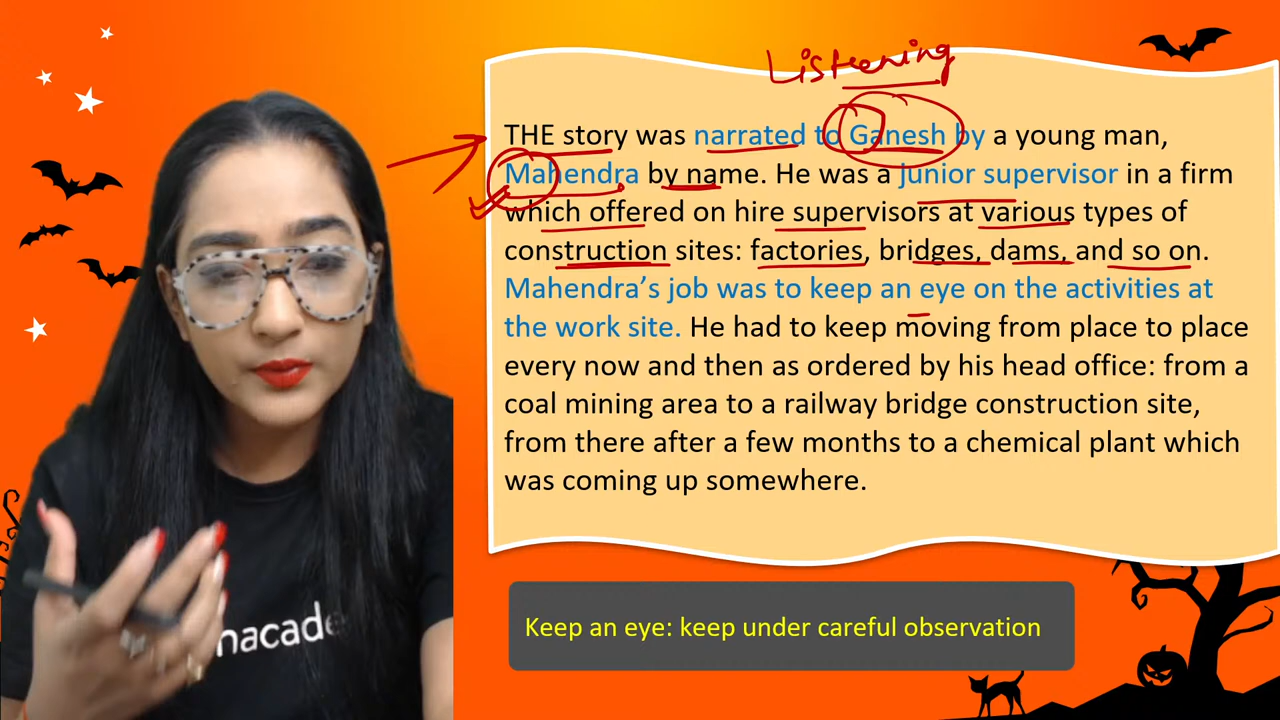 Listening
THE story was narrated to Ganesh by a young man,
Mahendra by name. He was a junior supervisor in a firm
which offered on hire supervisors at various types of
construction sites: factories, bridges, dams, and so on.
Mahendra’s job was to keep an eye on the activities at
the work site. He had to keep moving from place to place
every now and then as ordered by his head office: from a
coal mining area to a railway bridge construction site,
from there after a few months to a chemical plant which
was coming up somewhere.
Keep an eye: keep under careful observation